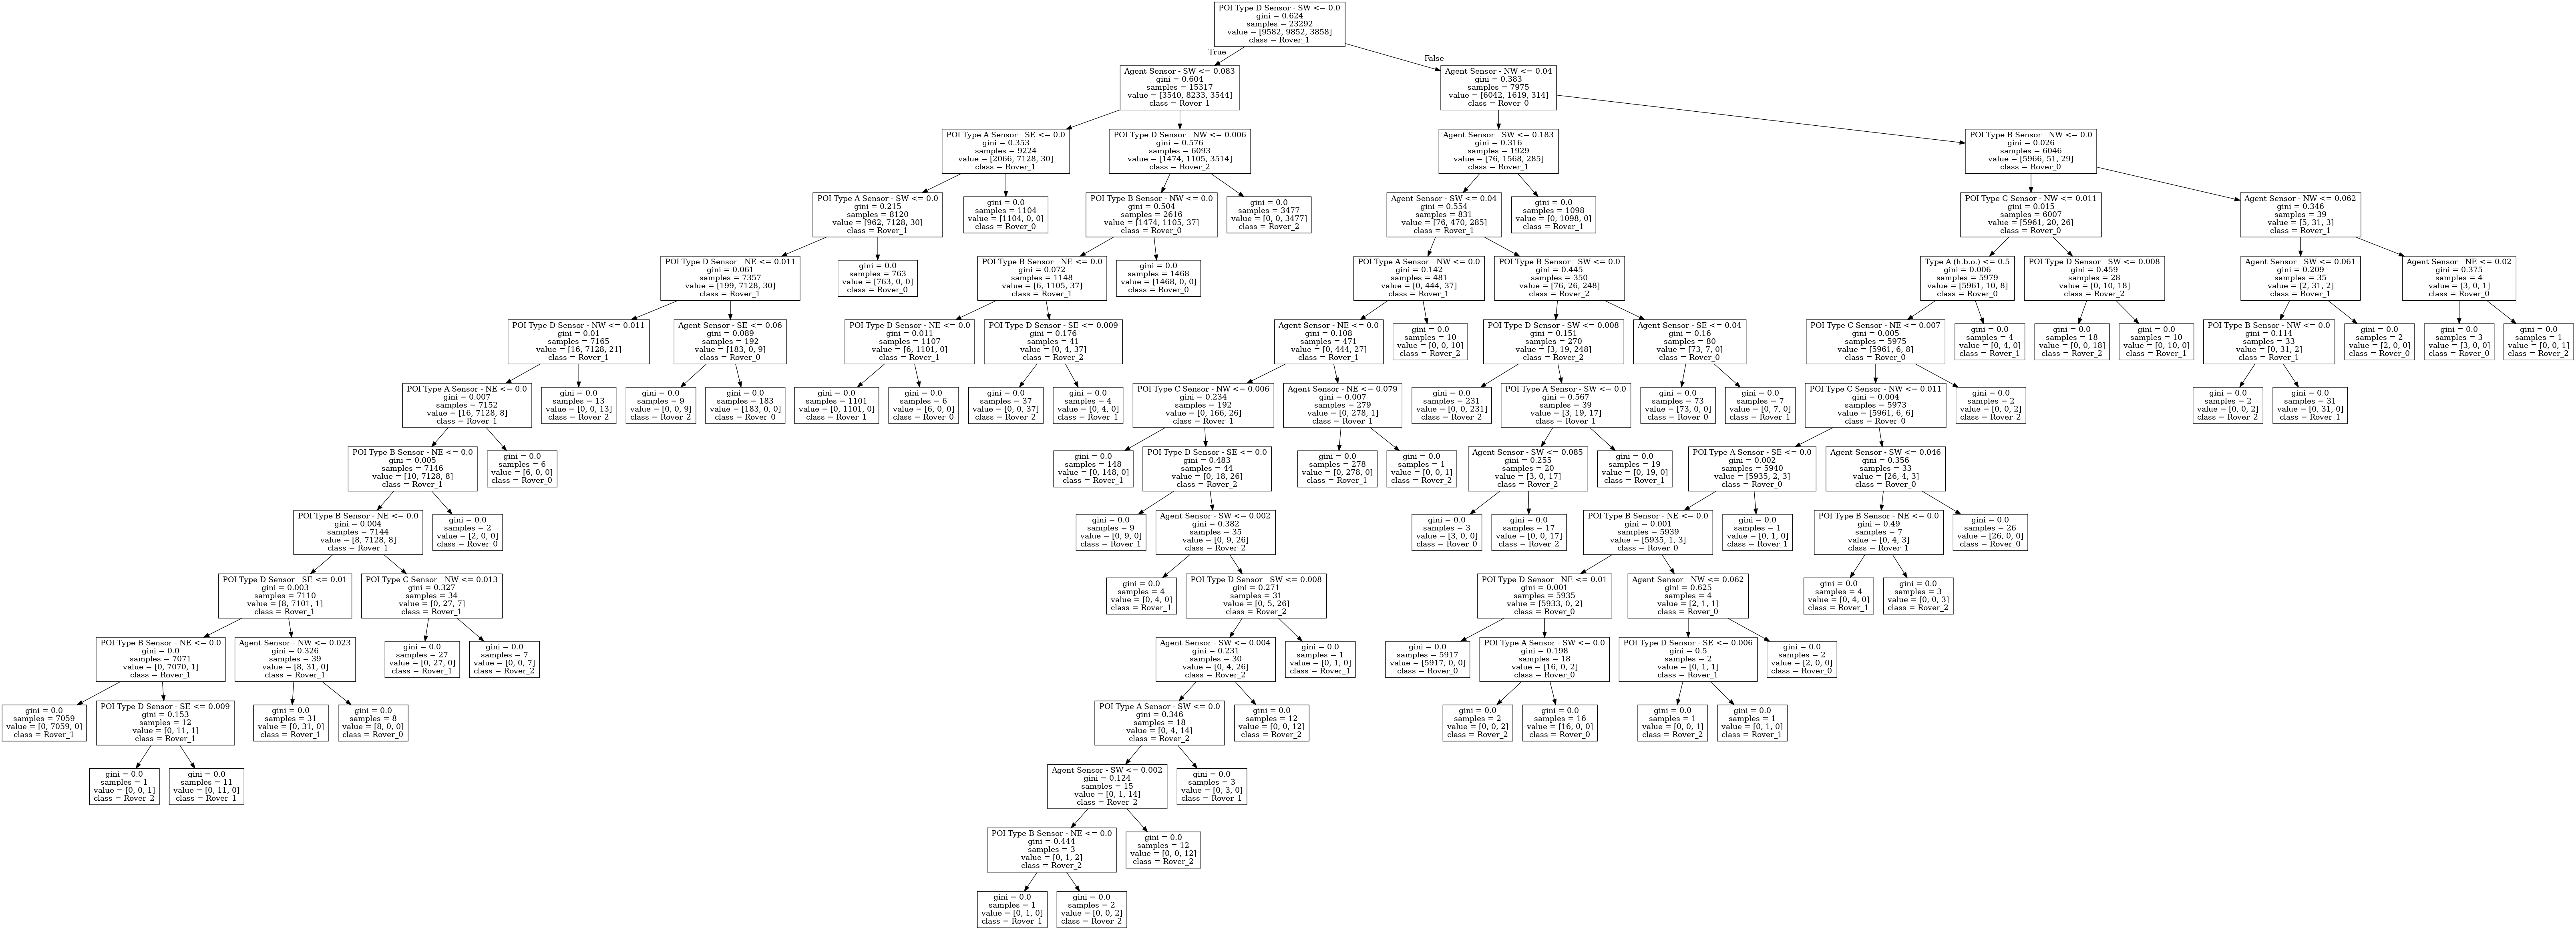 POI Type D Sensor - SW <= 0.0
gini = 0.624
samples = 23292
value = [9582, 9852, 3858]
class = Rover_1
True
False
Agent Sensor - SW <= 0.083
gini = 0.604
samples = 15317
value = [3540, 8233, 3544]
class = Rover_1
Agent Sensor - NW <= 0.04
gini = 0.383
samples = 7975
value = [6042, 1619, 314]
class = Rover_0
POI Type A Sensor - SE <= 0.0
gini = 0.353
samples = 9224
value = [2066, 7128, 30]
class = Rover_1
POI Type D Sensor - NW <= 0.006
gini = 0.576
samples = 6093
value = [1474, 1105, 3514]
class = Rover_2
Agent Sensor - SW <= 0.183
gini = 0.316
samples = 1929
value = [76, 1568, 285]
class = Rover_1
POI Type B Sensor - NW <= 0.0
gini = 0.026
samples = 6046
value = [5966, 51, 29]
class = Rover_0
POI Type A Sensor - SW <= 0.0
gini = 0.215
samples = 8120
value = [962, 7128, 30]
class = Rover_1
gini = 0.0
samples = 1104
value = [1104, 0, 0]
class = Rover_0
POI Type B Sensor - NW <= 0.0
gini = 0.504
samples = 2616
value = [1474, 1105, 37]
class = Rover_0
gini = 0.0
samples = 3477
value = [0, 0, 3477]
class = Rover_2
Agent Sensor - SW <= 0.04
gini = 0.554
samples = 831
value = [76, 470, 285]
class = Rover_1
gini = 0.0
samples = 1098
value = [0, 1098, 0]
class = Rover_1
POI Type C Sensor - NW <= 0.011
gini = 0.015
samples = 6007
value = [5961, 20, 26]
class = Rover_0
Agent Sensor - NW <= 0.062
gini = 0.346
samples = 39
value = [5, 31, 3]
class = Rover_1
POI Type D Sensor - NE <= 0.011
gini = 0.061
samples = 7357
value = [199, 7128, 30]
class = Rover_1
gini = 0.0
samples = 763
value = [763, 0, 0]
class = Rover_0
POI Type B Sensor - NE <= 0.0
gini = 0.072
samples = 1148
value = [6, 1105, 37]
class = Rover_1
gini = 0.0
samples = 1468
value = [1468, 0, 0]
class = Rover_0
POI Type A Sensor - NW <= 0.0
gini = 0.142
samples = 481
value = [0, 444, 37]
class = Rover_1
POI Type B Sensor - SW <= 0.0
gini = 0.445
samples = 350
value = [76, 26, 248]
class = Rover_2
Type A (h.b.o.) <= 0.5
gini = 0.006
samples = 5979
value = [5961, 10, 8]
class = Rover_0
POI Type D Sensor - SW <= 0.008
gini = 0.459
samples = 28
value = [0, 10, 18]
class = Rover_2
Agent Sensor - SW <= 0.061
gini = 0.209
samples = 35
value = [2, 31, 2]
class = Rover_1
Agent Sensor - NE <= 0.02
gini = 0.375
samples = 4
value = [3, 0, 1]
class = Rover_0
POI Type D Sensor - NW <= 0.011
gini = 0.01
samples = 7165
value = [16, 7128, 21]
class = Rover_1
Agent Sensor - SE <= 0.06
gini = 0.089
samples = 192
value = [183, 0, 9]
class = Rover_0
POI Type D Sensor - NE <= 0.0
gini = 0.011
samples = 1107
value = [6, 1101, 0]
class = Rover_1
POI Type D Sensor - SE <= 0.009
gini = 0.176
samples = 41
value = [0, 4, 37]
class = Rover_2
Agent Sensor - NE <= 0.0
gini = 0.108
samples = 471
value = [0, 444, 27]
class = Rover_1
gini = 0.0
samples = 10
value = [0, 0, 10]
class = Rover_2
POI Type D Sensor - SW <= 0.008
gini = 0.151
samples = 270
value = [3, 19, 248]
class = Rover_2
Agent Sensor - SE <= 0.04
gini = 0.16
samples = 80
value = [73, 7, 0]
class = Rover_0
POI Type C Sensor - NE <= 0.007
gini = 0.005
samples = 5975
value = [5961, 6, 8]
class = Rover_0
gini = 0.0
samples = 4
value = [0, 4, 0]
class = Rover_1
gini = 0.0
samples = 18
value = [0, 0, 18]
class = Rover_2
gini = 0.0
samples = 10
value = [0, 10, 0]
class = Rover_1
POI Type B Sensor - NW <= 0.0
gini = 0.114
samples = 33
value = [0, 31, 2]
class = Rover_1
gini = 0.0
samples = 2
value = [2, 0, 0]
class = Rover_0
gini = 0.0
samples = 3
value = [3, 0, 0]
class = Rover_0
gini = 0.0
samples = 1
value = [0, 0, 1]
class = Rover_2
POI Type A Sensor - NE <= 0.0
gini = 0.007
samples = 7152
value = [16, 7128, 8]
class = Rover_1
gini = 0.0
samples = 13
value = [0, 0, 13]
class = Rover_2
gini = 0.0
samples = 9
value = [0, 0, 9]
class = Rover_2
gini = 0.0
samples = 183
value = [183, 0, 0]
class = Rover_0
gini = 0.0
samples = 1101
value = [0, 1101, 0]
class = Rover_1
gini = 0.0
samples = 6
value = [6, 0, 0]
class = Rover_0
gini = 0.0
samples = 37
value = [0, 0, 37]
class = Rover_2
gini = 0.0
samples = 4
value = [0, 4, 0]
class = Rover_1
POI Type C Sensor - NW <= 0.006
gini = 0.234
samples = 192
value = [0, 166, 26]
class = Rover_1
Agent Sensor - NE <= 0.079
gini = 0.007
samples = 279
value = [0, 278, 1]
class = Rover_1
gini = 0.0
samples = 231
value = [0, 0, 231]
class = Rover_2
POI Type A Sensor - SW <= 0.0
gini = 0.567
samples = 39
value = [3, 19, 17]
class = Rover_1
gini = 0.0
samples = 73
value = [73, 0, 0]
class = Rover_0
gini = 0.0
samples = 7
value = [0, 7, 0]
class = Rover_1
POI Type C Sensor - NW <= 0.011
gini = 0.004
samples = 5973
value = [5961, 6, 6]
class = Rover_0
gini = 0.0
samples = 2
value = [0, 0, 2]
class = Rover_2
gini = 0.0
samples = 2
value = [0, 0, 2]
class = Rover_2
gini = 0.0
samples = 31
value = [0, 31, 0]
class = Rover_1
POI Type B Sensor - NE <= 0.0
gini = 0.005
samples = 7146
value = [10, 7128, 8]
class = Rover_1
gini = 0.0
samples = 6
value = [6, 0, 0]
class = Rover_0
gini = 0.0
samples = 148
value = [0, 148, 0]
class = Rover_1
POI Type D Sensor - SE <= 0.0
gini = 0.483
samples = 44
value = [0, 18, 26]
class = Rover_2
gini = 0.0
samples = 278
value = [0, 278, 0]
class = Rover_1
gini = 0.0
samples = 1
value = [0, 0, 1]
class = Rover_2
Agent Sensor - SW <= 0.085
gini = 0.255
samples = 20
value = [3, 0, 17]
class = Rover_2
gini = 0.0
samples = 19
value = [0, 19, 0]
class = Rover_1
POI Type A Sensor - SE <= 0.0
gini = 0.002
samples = 5940
value = [5935, 2, 3]
class = Rover_0
Agent Sensor - SW <= 0.046
gini = 0.356
samples = 33
value = [26, 4, 3]
class = Rover_0
POI Type B Sensor - NE <= 0.0
gini = 0.004
samples = 7144
value = [8, 7128, 8]
class = Rover_1
gini = 0.0
samples = 2
value = [2, 0, 0]
class = Rover_0
gini = 0.0
samples = 9
value = [0, 9, 0]
class = Rover_1
Agent Sensor - SW <= 0.002
gini = 0.382
samples = 35
value = [0, 9, 26]
class = Rover_2
gini = 0.0
samples = 3
value = [3, 0, 0]
class = Rover_0
gini = 0.0
samples = 17
value = [0, 0, 17]
class = Rover_2
POI Type B Sensor - NE <= 0.0
gini = 0.001
samples = 5939
value = [5935, 1, 3]
class = Rover_0
gini = 0.0
samples = 1
value = [0, 1, 0]
class = Rover_1
POI Type B Sensor - NE <= 0.0
gini = 0.49
samples = 7
value = [0, 4, 3]
class = Rover_1
gini = 0.0
samples = 26
value = [26, 0, 0]
class = Rover_0
POI Type D Sensor - SE <= 0.01
gini = 0.003
samples = 7110
value = [8, 7101, 1]
class = Rover_1
POI Type C Sensor - NW <= 0.013
gini = 0.327
samples = 34
value = [0, 27, 7]
class = Rover_1
gini = 0.0
samples = 4
value = [0, 4, 0]
class = Rover_1
POI Type D Sensor - SW <= 0.008
gini = 0.271
samples = 31
value = [0, 5, 26]
class = Rover_2
POI Type D Sensor - NE <= 0.01
gini = 0.001
samples = 5935
value = [5933, 0, 2]
class = Rover_0
Agent Sensor - NW <= 0.062
gini = 0.625
samples = 4
value = [2, 1, 1]
class = Rover_0
gini = 0.0
samples = 4
value = [0, 4, 0]
class = Rover_1
gini = 0.0
samples = 3
value = [0, 0, 3]
class = Rover_2
POI Type B Sensor - NE <= 0.0
gini = 0.0
samples = 7071
value = [0, 7070, 1]
class = Rover_1
Agent Sensor - NW <= 0.023
gini = 0.326
samples = 39
value = [8, 31, 0]
class = Rover_1
gini = 0.0
samples = 27
value = [0, 27, 0]
class = Rover_1
gini = 0.0
samples = 7
value = [0, 0, 7]
class = Rover_2
Agent Sensor - SW <= 0.004
gini = 0.231
samples = 30
value = [0, 4, 26]
class = Rover_2
gini = 0.0
samples = 1
value = [0, 1, 0]
class = Rover_1
gini = 0.0
samples = 5917
value = [5917, 0, 0]
class = Rover_0
POI Type A Sensor - SW <= 0.0
gini = 0.198
samples = 18
value = [16, 0, 2]
class = Rover_0
POI Type D Sensor - SE <= 0.006
gini = 0.5
samples = 2
value = [0, 1, 1]
class = Rover_1
gini = 0.0
samples = 2
value = [2, 0, 0]
class = Rover_0
gini = 0.0
samples = 7059
value = [0, 7059, 0]
class = Rover_1
POI Type D Sensor - SE <= 0.009
gini = 0.153
samples = 12
value = [0, 11, 1]
class = Rover_1
gini = 0.0
samples = 31
value = [0, 31, 0]
class = Rover_1
gini = 0.0
samples = 8
value = [8, 0, 0]
class = Rover_0
POI Type A Sensor - SW <= 0.0
gini = 0.346
samples = 18
value = [0, 4, 14]
class = Rover_2
gini = 0.0
samples = 12
value = [0, 0, 12]
class = Rover_2
gini = 0.0
samples = 2
value = [0, 0, 2]
class = Rover_2
gini = 0.0
samples = 16
value = [16, 0, 0]
class = Rover_0
gini = 0.0
samples = 1
value = [0, 0, 1]
class = Rover_2
gini = 0.0
samples = 1
value = [0, 1, 0]
class = Rover_1
gini = 0.0
samples = 1
value = [0, 0, 1]
class = Rover_2
gini = 0.0
samples = 11
value = [0, 11, 0]
class = Rover_1
Agent Sensor - SW <= 0.002
gini = 0.124
samples = 15
value = [0, 1, 14]
class = Rover_2
gini = 0.0
samples = 3
value = [0, 3, 0]
class = Rover_1
POI Type B Sensor - NE <= 0.0
gini = 0.444
samples = 3
value = [0, 1, 2]
class = Rover_2
gini = 0.0
samples = 12
value = [0, 0, 12]
class = Rover_2
gini = 0.0
samples = 1
value = [0, 1, 0]
class = Rover_1
gini = 0.0
samples = 2
value = [0, 0, 2]
class = Rover_2